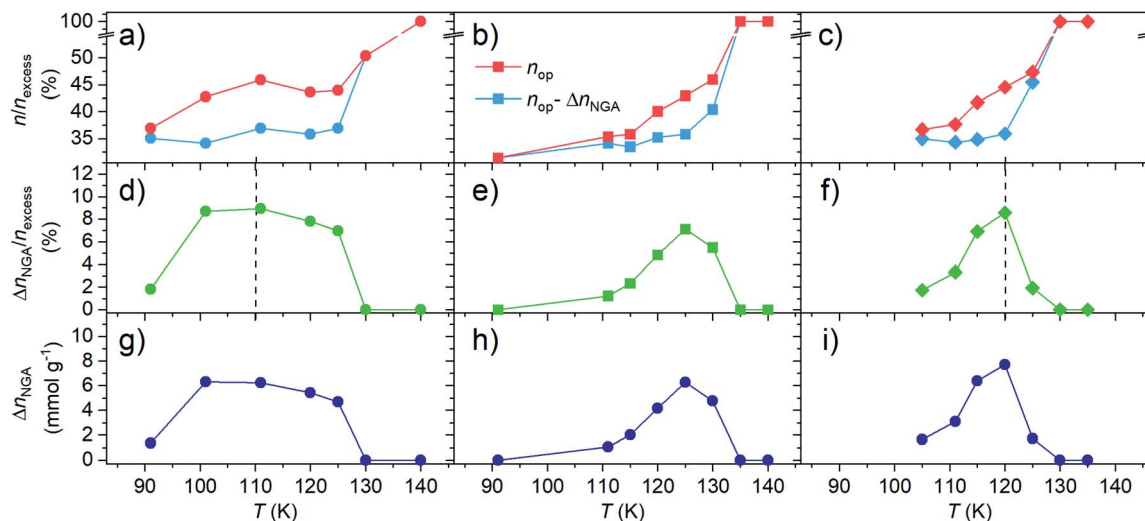 n/n_excess
(%)
100
50
45
40
35
a)
b)
n_op
n_op- Δn_NGA
c)
Δn_NGA/n_excess
(%)
12
10
8
6
4
2
0
d)
e)
f)
Δn_NGA
(mmol g⁻¹)
10
8
6
4
2
0
g)
h)
i)
90 100 110 120 130 140
90 100 110 120 130 140
90 100 110 120 130 140
T (K)
T (K)
T (K)